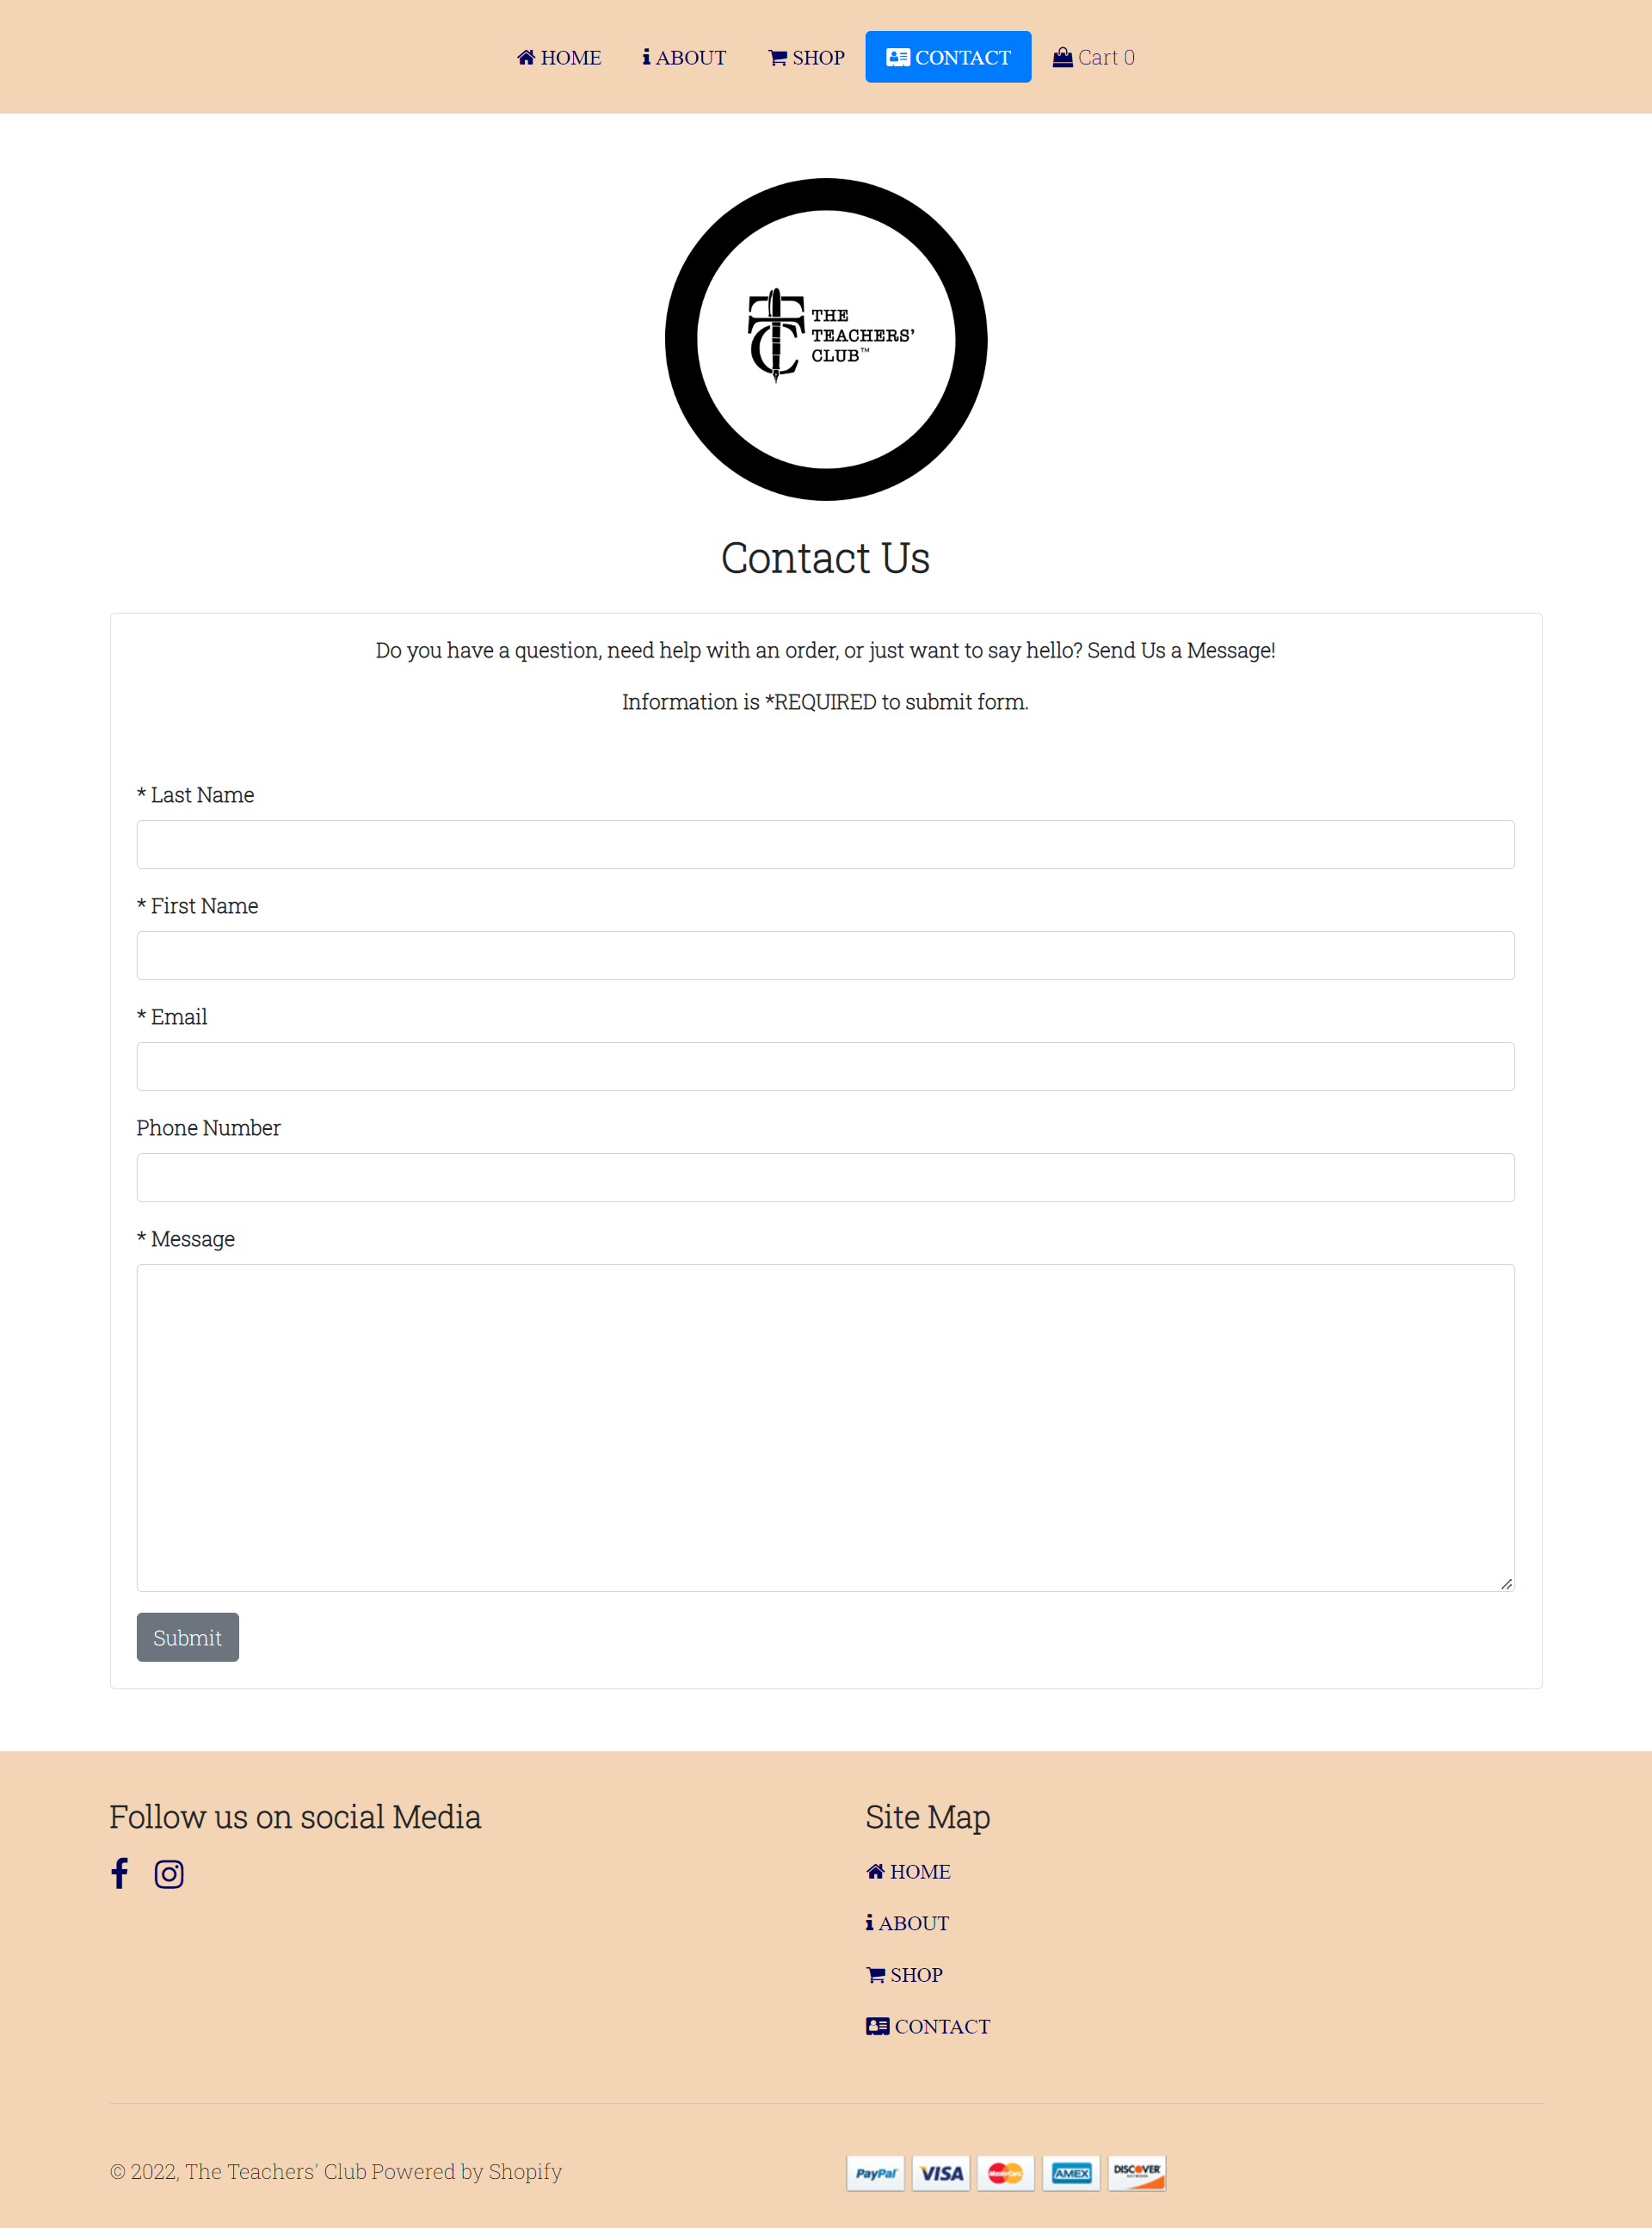 HOME
ABOUT
SHOP
CONTACT
Cart 0
THE
TEACHERS'
CLUB™
Contact Us
Do you have a question, need help with an order, or just want to say hello? Send Us a Message!
Information is *REQUIRED to submit form.
* Last Name
* First Name
* Email
Phone Number
* Message
Submit
Follow us on social Media
Site Map
HOME
ABOUT
SHOP
CONTACT
© 2022, The Teachers' Club Powered by Shopify
PayPal
VISA
MasterCard
AMEX
DISCOVER
NETWORK